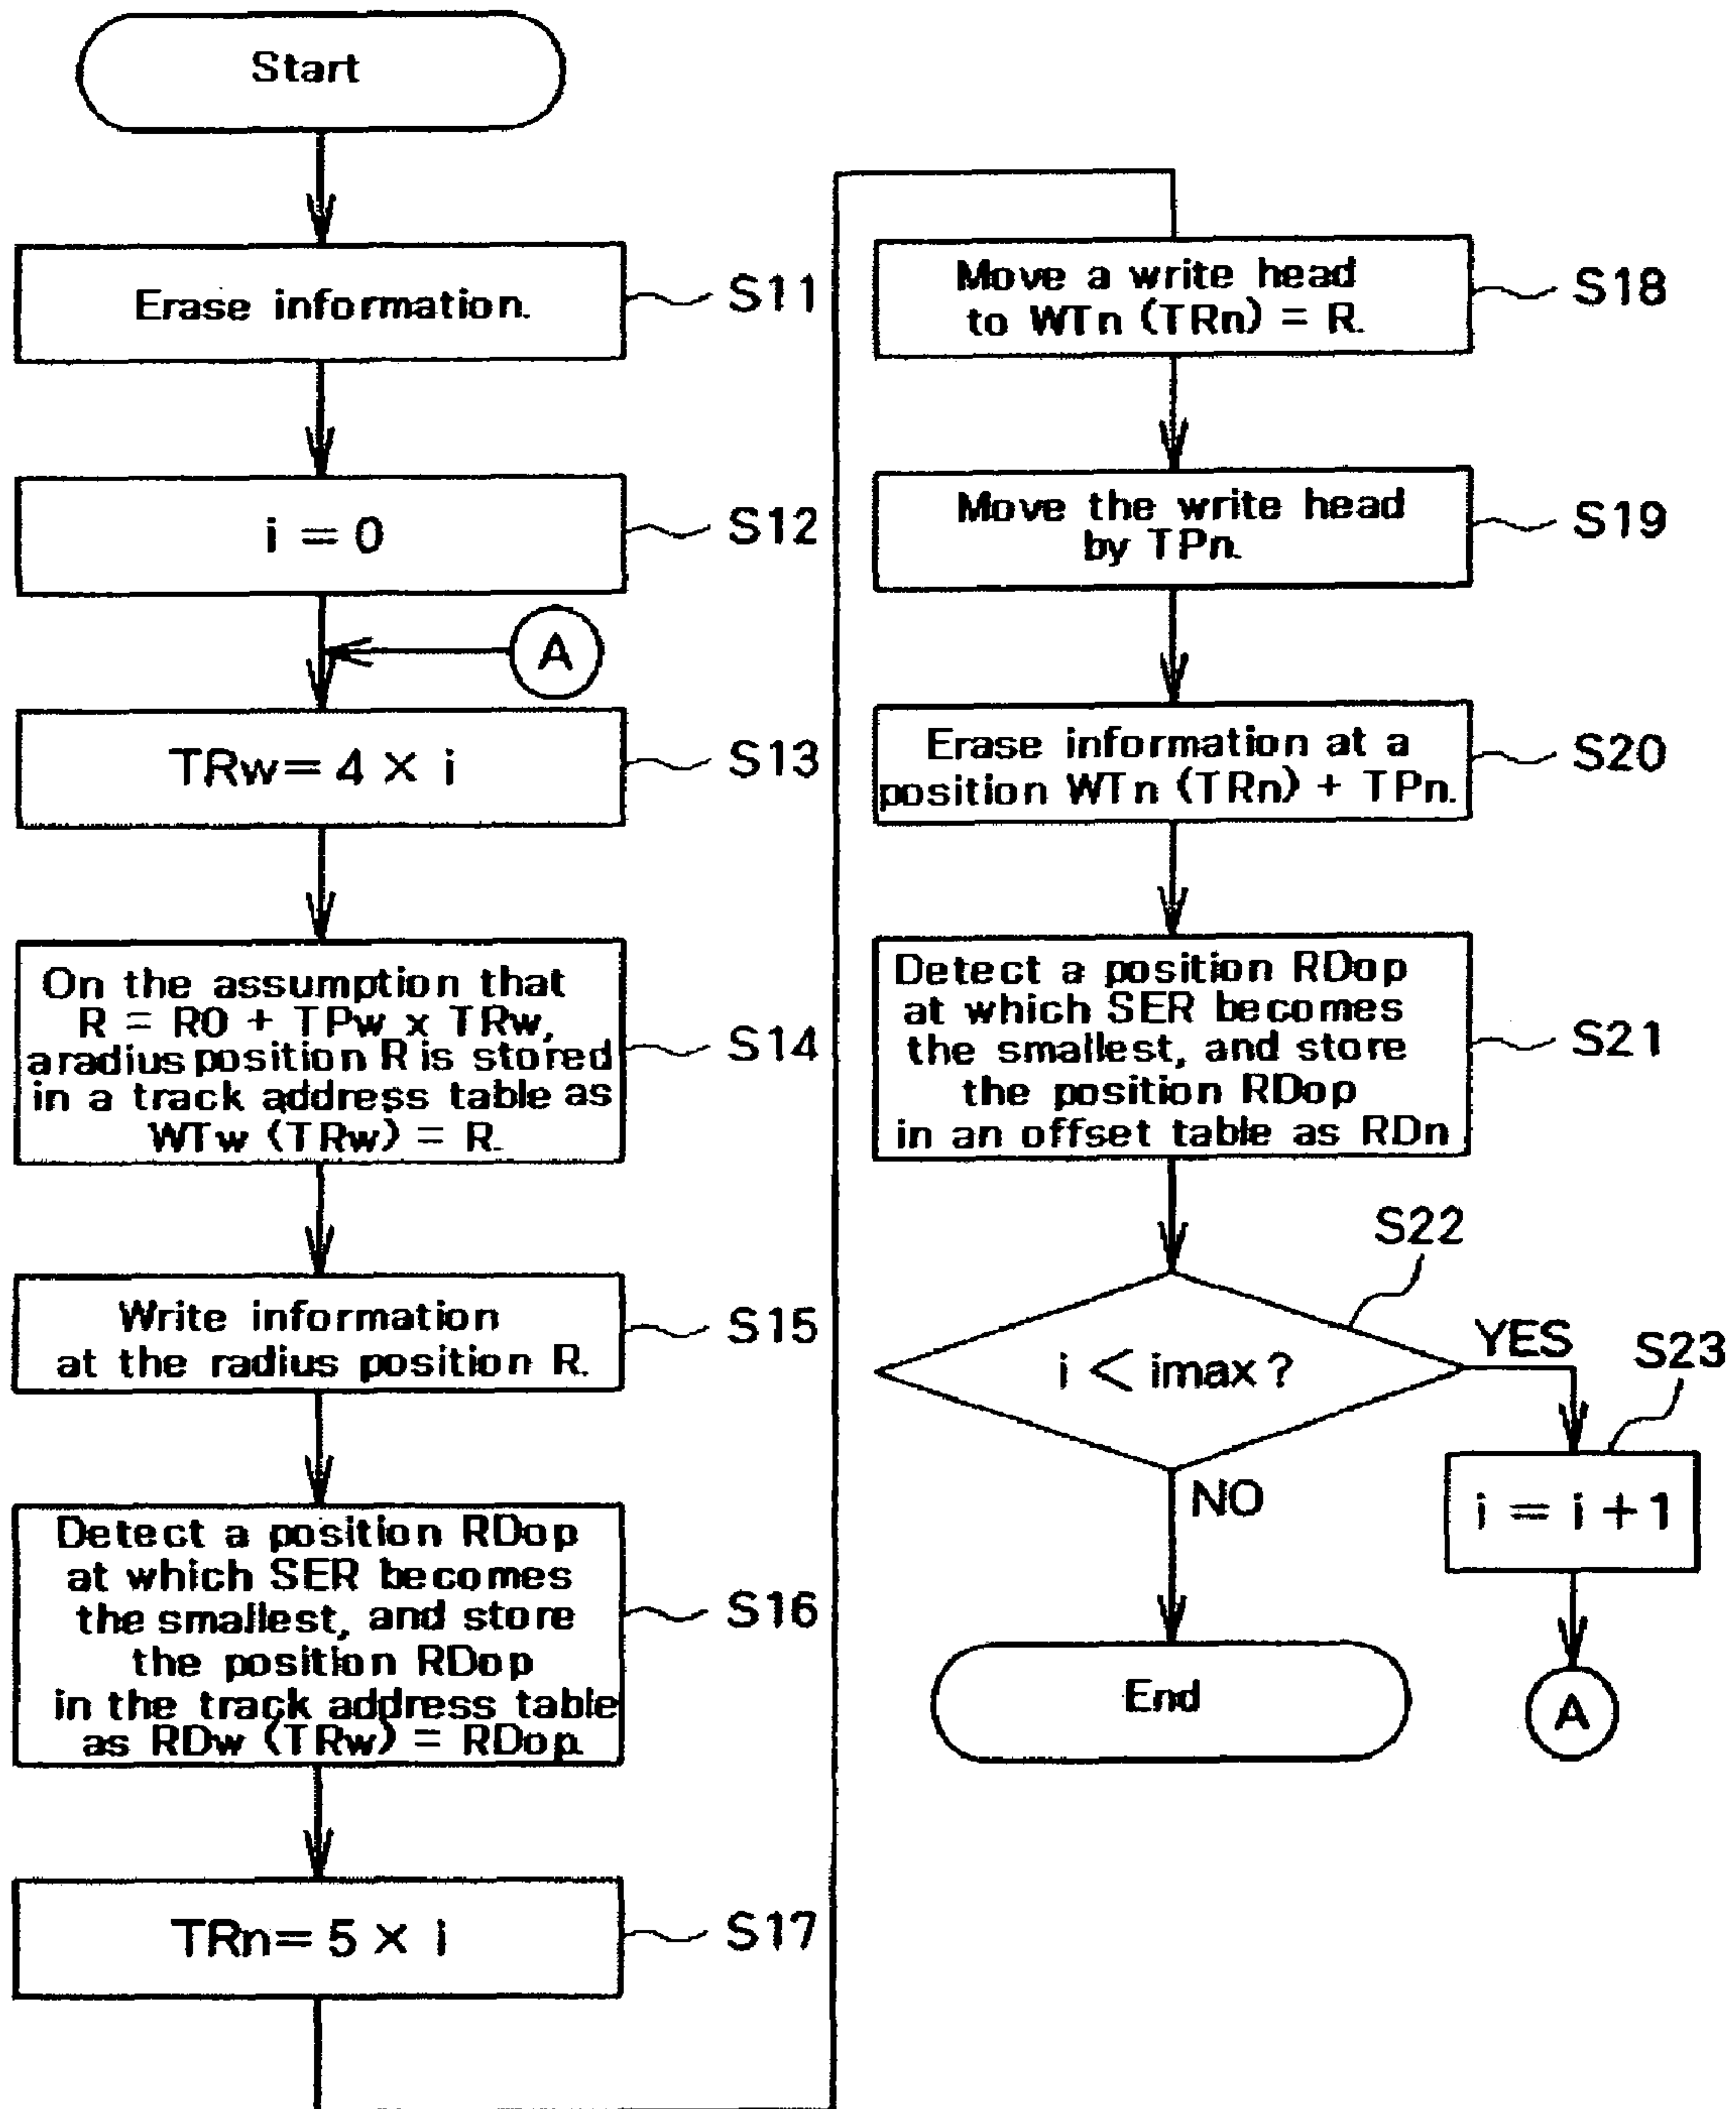 Start
Erase information.
S11
i = 0
S12
A
TRw= 4 × i
S13
On the assumption that
R = R0 + TPw x TRw,
aradius position R is stored
in a track address table as
WTw (TRw) = R.
S14
Write information
at the radius position R.
S15
Detect a position RDop
at which SER becomes
the smallest, and store
the position RDop
in the track address table
as RDw (TRw) = RDop.
S16
TRn= 5 × i
S17
Move a write head
to WTn (TRn) = R.
S18
Move the write head
by TPn.
S19
Erase information at a
position WTn (TRn) + TPn.
S20
Detect a position RDop
at which SER becomes
the smallest, and store
the position RDop
in an offset table as RDn
S21
S22
i < imax ?
YES
S23
NO
i = i + 1
End
A